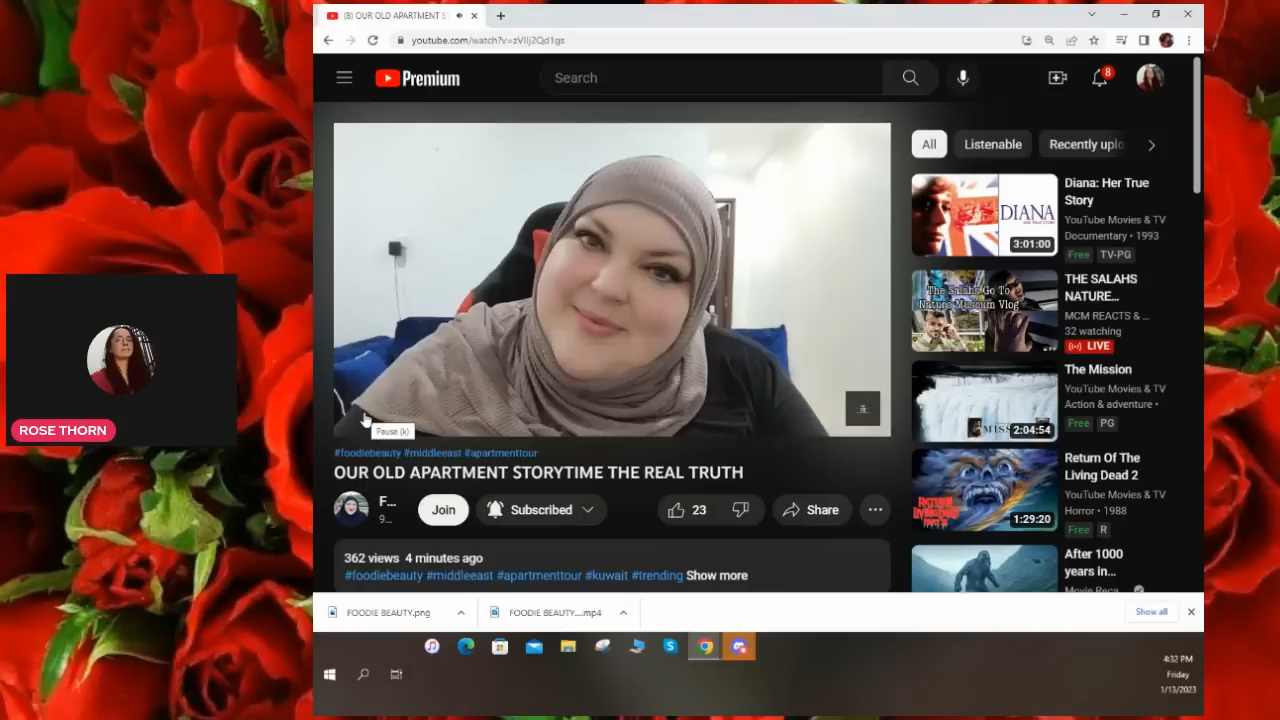 (8) OUR OLD APARTMENT S
youtube.com/watch?v=zVIIj2Qd1gs
Premium
Search
8
All
Listenable
Recently uplo
DIANA
3:01:00
Diana: Her True
Story
YouTube Movies & TV
Documentary • 1993
Free TV-PG
The Salahs Go To
Nature Museum Vlog
THE SALAHS
NATURE...
MCM REACTS & ...
32 watching
LIVE
2:04:54
The Mission
YouTube Movies & TV
Action & adventure •
Free PG
RETURN
LIVING DEAD
1:29:20
Return Of The
Living Dead 2
YouTube Movies & TV
Horror • 1988
Free R
After 1000
years in...
Movie Reca...
ROSE THORN
Pause (k)
#foodiebeauty #middleeast #apartmenttour
OUR OLD APARTMENT STORYTIME THE REAL TRUTH
F...
9...
Join
Subscribed
23
Share
362 views 4 minutes ago
#foodiebeauty #middleeast #apartmenttour #kuwait #trending Show more
FOODIE BEAUTY.png
FOODIE BEAUTY....mp4
Show all
4:32 PM
Friday
1/13/2023